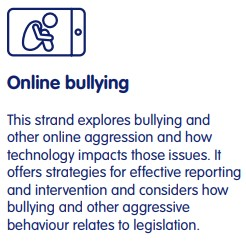 Online bullying
This strand explores bullying and
other online aggression and how
technology impacts those issues. It
offers strategies for effective reporting
and intervention and considers how
bullying and other aggressive
behaviour relates to legislation.